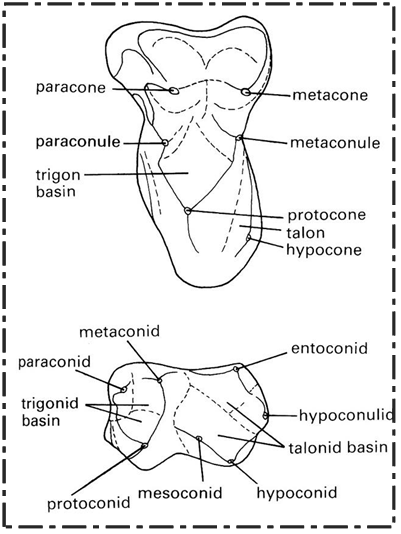 paracone
metacone
paraconule
metaconule
trigon
basin
protocone
talon
hypocone
metaconid
entoconid
paraconid
trigonid
basin
hypoconulid
talonid basin
protoconid
mesoconid
hypoconid